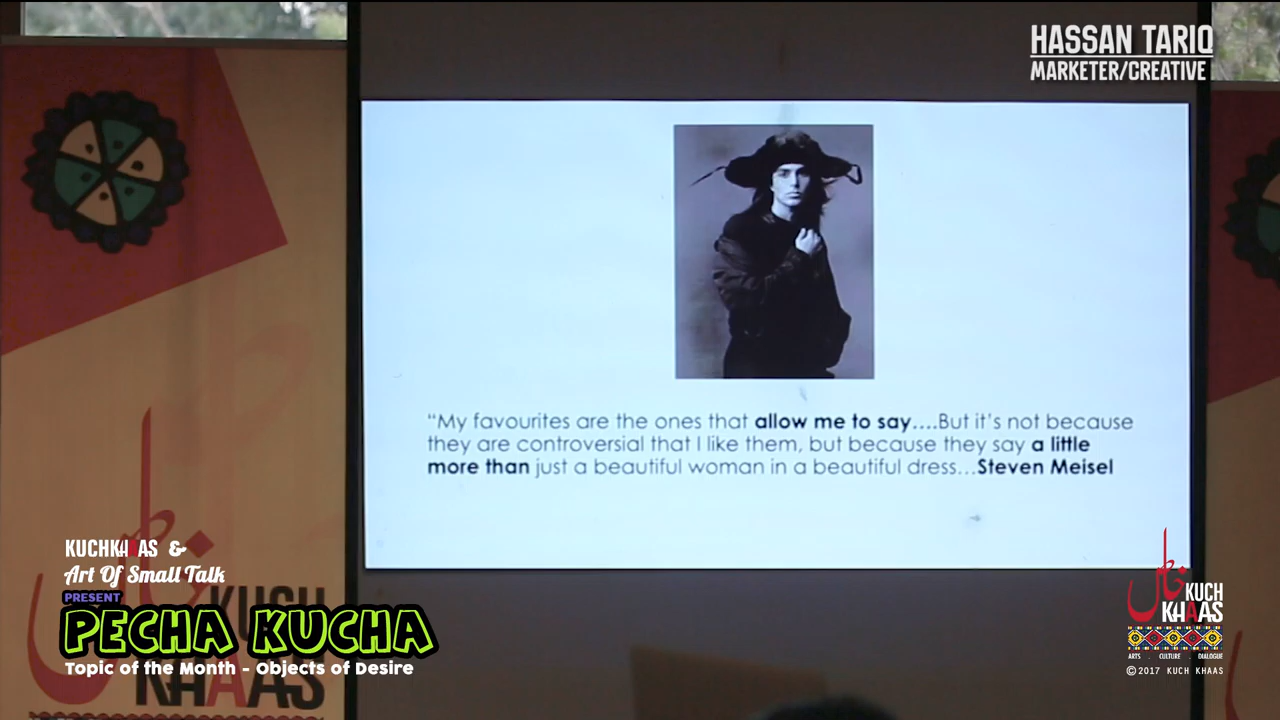 HASSAN TARIQ
MARKETER/CREATIVE
“My favourites are the ones that allow me to say....But it’s not because
they are controversial that I like them, but because they say a little
more than just a beautiful woman in a beautiful dress...Steven Meisel
KUCHKHAAS &
Art Of Small Talk
PRESENT
PECHA KUCHA
Topic of the Month - Objects of Desire
KUCH
KHAAS
خاص
KUCH
KHAAS
ARTS . CULTURE . DIALOGUE
©2017 KUCH KHAAS